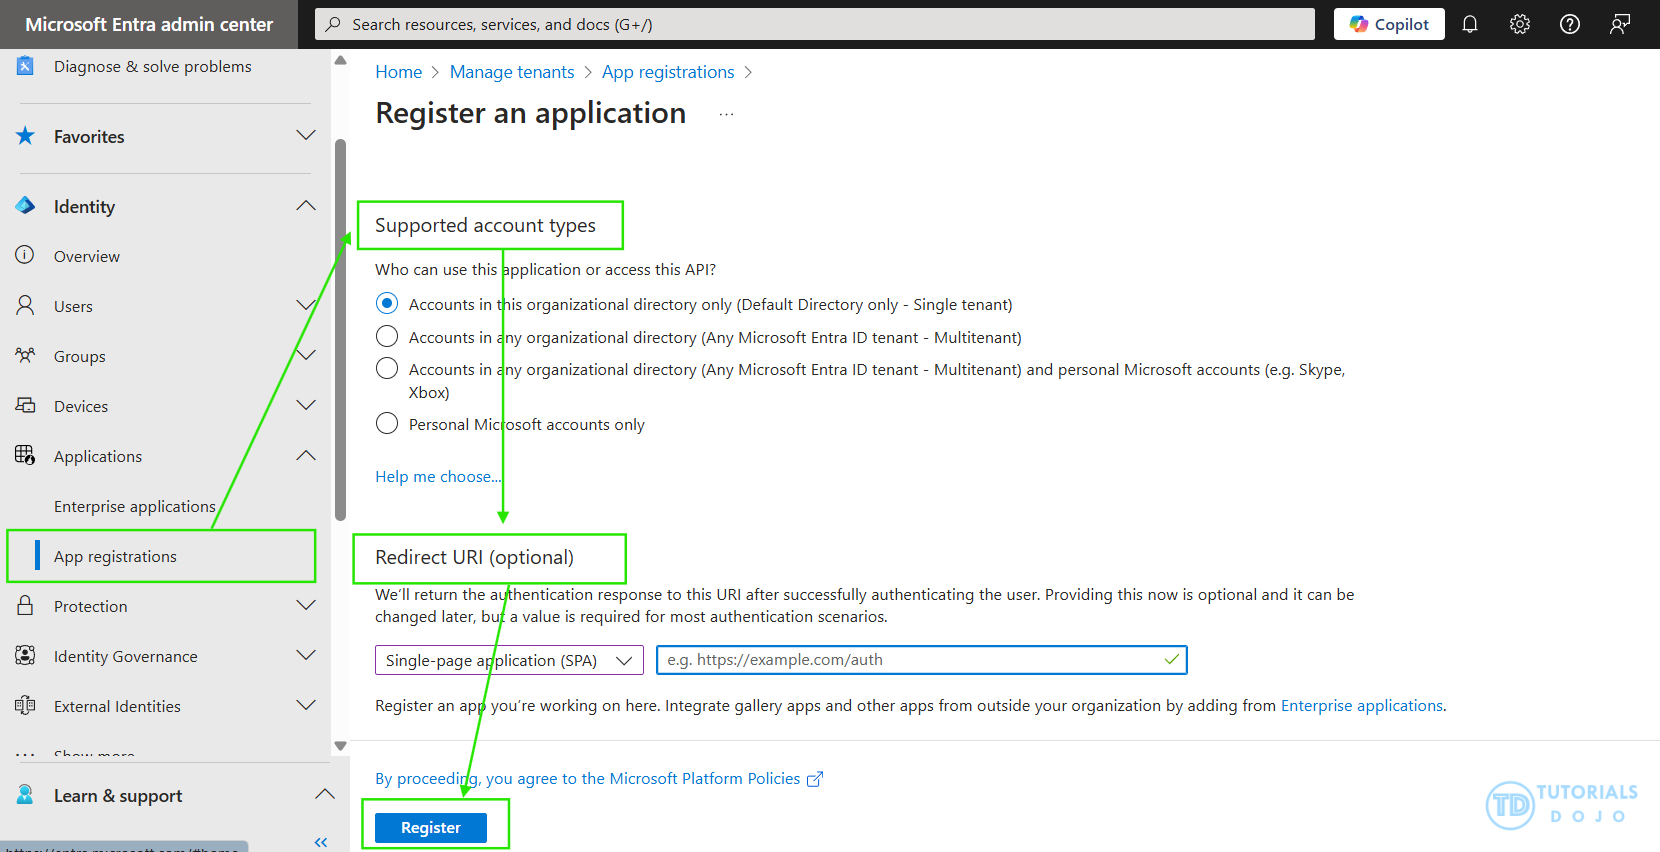 Microsoft Entra admin center
Search resources, services, and docs (G+/)
Copilot
Diagnose & solve problems
Favorites
Identity
Overview
Users
Groups
Devices
Applications
Enterprise applications
App registrations
Protection
Identity Governance
External Identities
Show more
Learn & support
Home > Manage tenants > App registrations >
Register an application ...
Supported account types
Who can use this application or access this API?
Accounts in this organizational directory only (Default Directory only - Single tenant)
Accounts in any organizational directory (Any Microsoft Entra ID tenant - Multitenant)
Accounts in any organizational directory (Any Microsoft Entra ID tenant - Multitenant) and personal Microsoft accounts (e.g. Skype,
Xbox)
Personal Microsoft accounts only
Help me choose...
Redirect URI (optional)
We'll return the authentication response to this URI after successfully authenticating the user. Providing this now is optional and it can be
changed later, but a value is required for most authentication scenarios.
Single-page application (SPA)
e.g. https://example.com/auth
Register an app you're working on here. Integrate gallery apps and other apps from outside your organization by adding from Enterprise applications.
By proceeding, you agree to the Microsoft Platform Policies
Register
TD TUTORIALS
DOJO